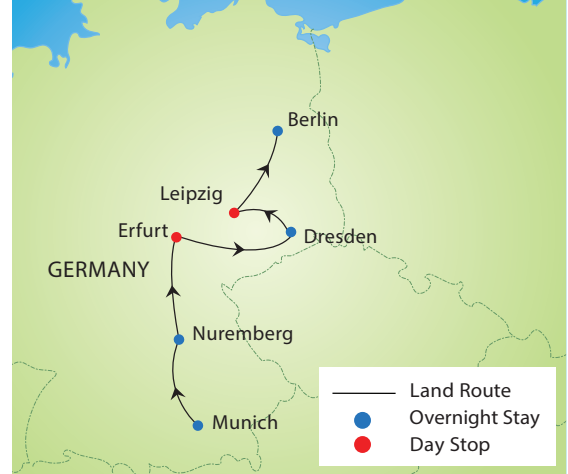 Berlin
Leipzig
Erfurt
Dresden
GERMANY
Nuremberg
Munich
Land Route
Overnight Stay
Day Stop